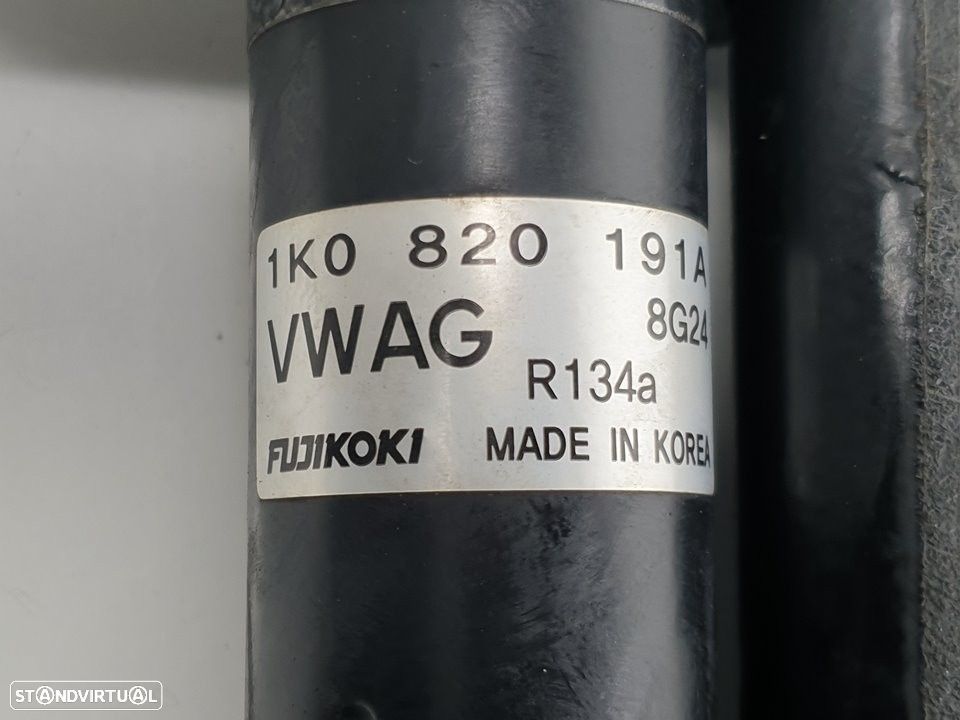 1K0 820 191A
VWAG 8G24
R134a
FUJIKOKI MADE IN KOREA
STANDVIRTUAL